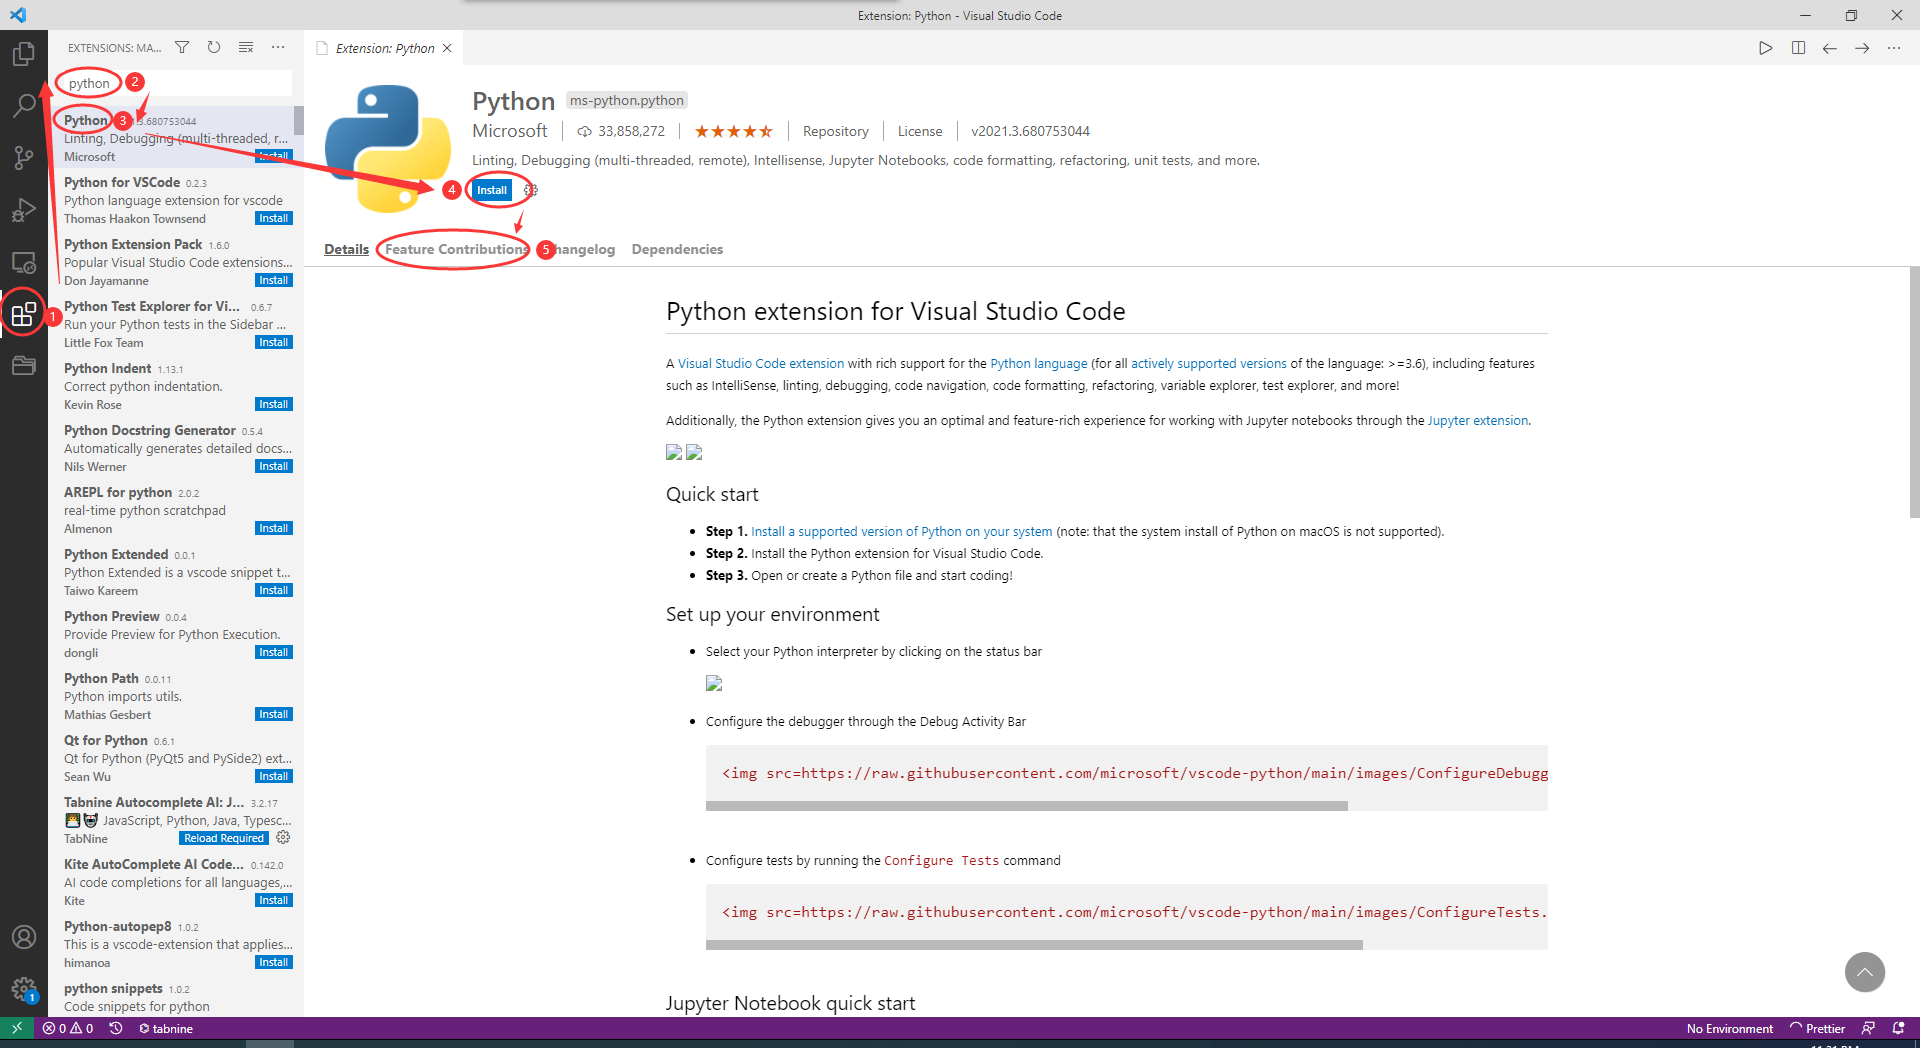 Extension: Python - Visual Studio Code
EXTENSIONS: MA...
Extension: Python
python
2
Python
3
.3.680753044
Linting, Debugging (multi-threaded, r...
Microsoft
Install
Python for VSCode 0.2.3
Python language extension for vscode
Thomas Haakon Townsend
Install
Python Extension Pack 1.6.0
Popular Visual Studio Code extensions...
Don Jayamanne
Install
1
Python Test Explorer for Vi... 0.6.7
Run your Python tests in the Sidebar ...
Little Fox Team
Install
Python Indent 1.13.1
Correct python indentation.
Kevin Rose
Install
Python Docstring Generator 0.5.4
Automatically generates detailed docs...
Nils Werner
Install
AREPL for python 2.0.2
real-time python scratchpad
Almenon
Install
Python Extended 0.0.1
Python Extended is a vscode snippet t...
Taiwo Kareem
Install
Python Preview 0.0.4
Provide Preview for Python Execution.
dongli
Install
Python Path 0.0.11
Python imports utils.
Mathias Gesbert
Install
Qt for Python 0.6.1
Qt for Python (PyQt5 and PySide2) ext...
Sean Wu
Install
Tabnine Autocomplete AI: J... 3.2.17
JavaScript, Python, Java, Typesc...
TabNine
Reload Required
Kite AutoComplete AI Code... 0.142.0
AI code completions for all languages,...
Kite
Install
Python-autopep8 1.0.2
This is a vscode-extension that applies...
himanoa
Install
python snippets 1.0.2
Code snippets for python
1
Python ms-python.python
Microsoft 33,858,272 Repository License v2021.3.680753044
Linting, Debugging (multi-threaded, remote), Intellisense, Jupyter Notebooks, code formatting, refactoring, unit tests, and more.
4 Install
Details Feature Contributions 5 hangelog Dependencies
Python extension for Visual Studio Code
A Visual Studio Code extension with rich support for the Python language (for all actively supported versions of the language: >=3.6), including features
such as IntelliSense, linting, debugging, code navigation, code formatting, refactoring, variable explorer, test explorer, and more!
Additionally, the Python extension gives you an optimal and feature-rich experience for working with Jupyter notebooks through the Jupyter extension.
Quick start
Step 1. Install a supported version of Python on your system (note: that the system install of Python on macOS is not supported).
Step 2. Install the Python extension for Visual Studio Code.
Step 3. Open or create a Python file and start coding!
Set up your environment
Select your Python interpreter by clicking on the status bar
Configure the debugger through the Debug Activity Bar
<img src=https://raw.githubusercontent.com/microsoft/vscode-python/main/images/ConfigureDebugg
Configure tests by running the Configure Tests command
<img src=https://raw.githubusercontent.com/microsoft/vscode-python/main/images/ConfigureTests.
Jupyter Notebook quick start
0 0 tabnine
No Environment Prettier